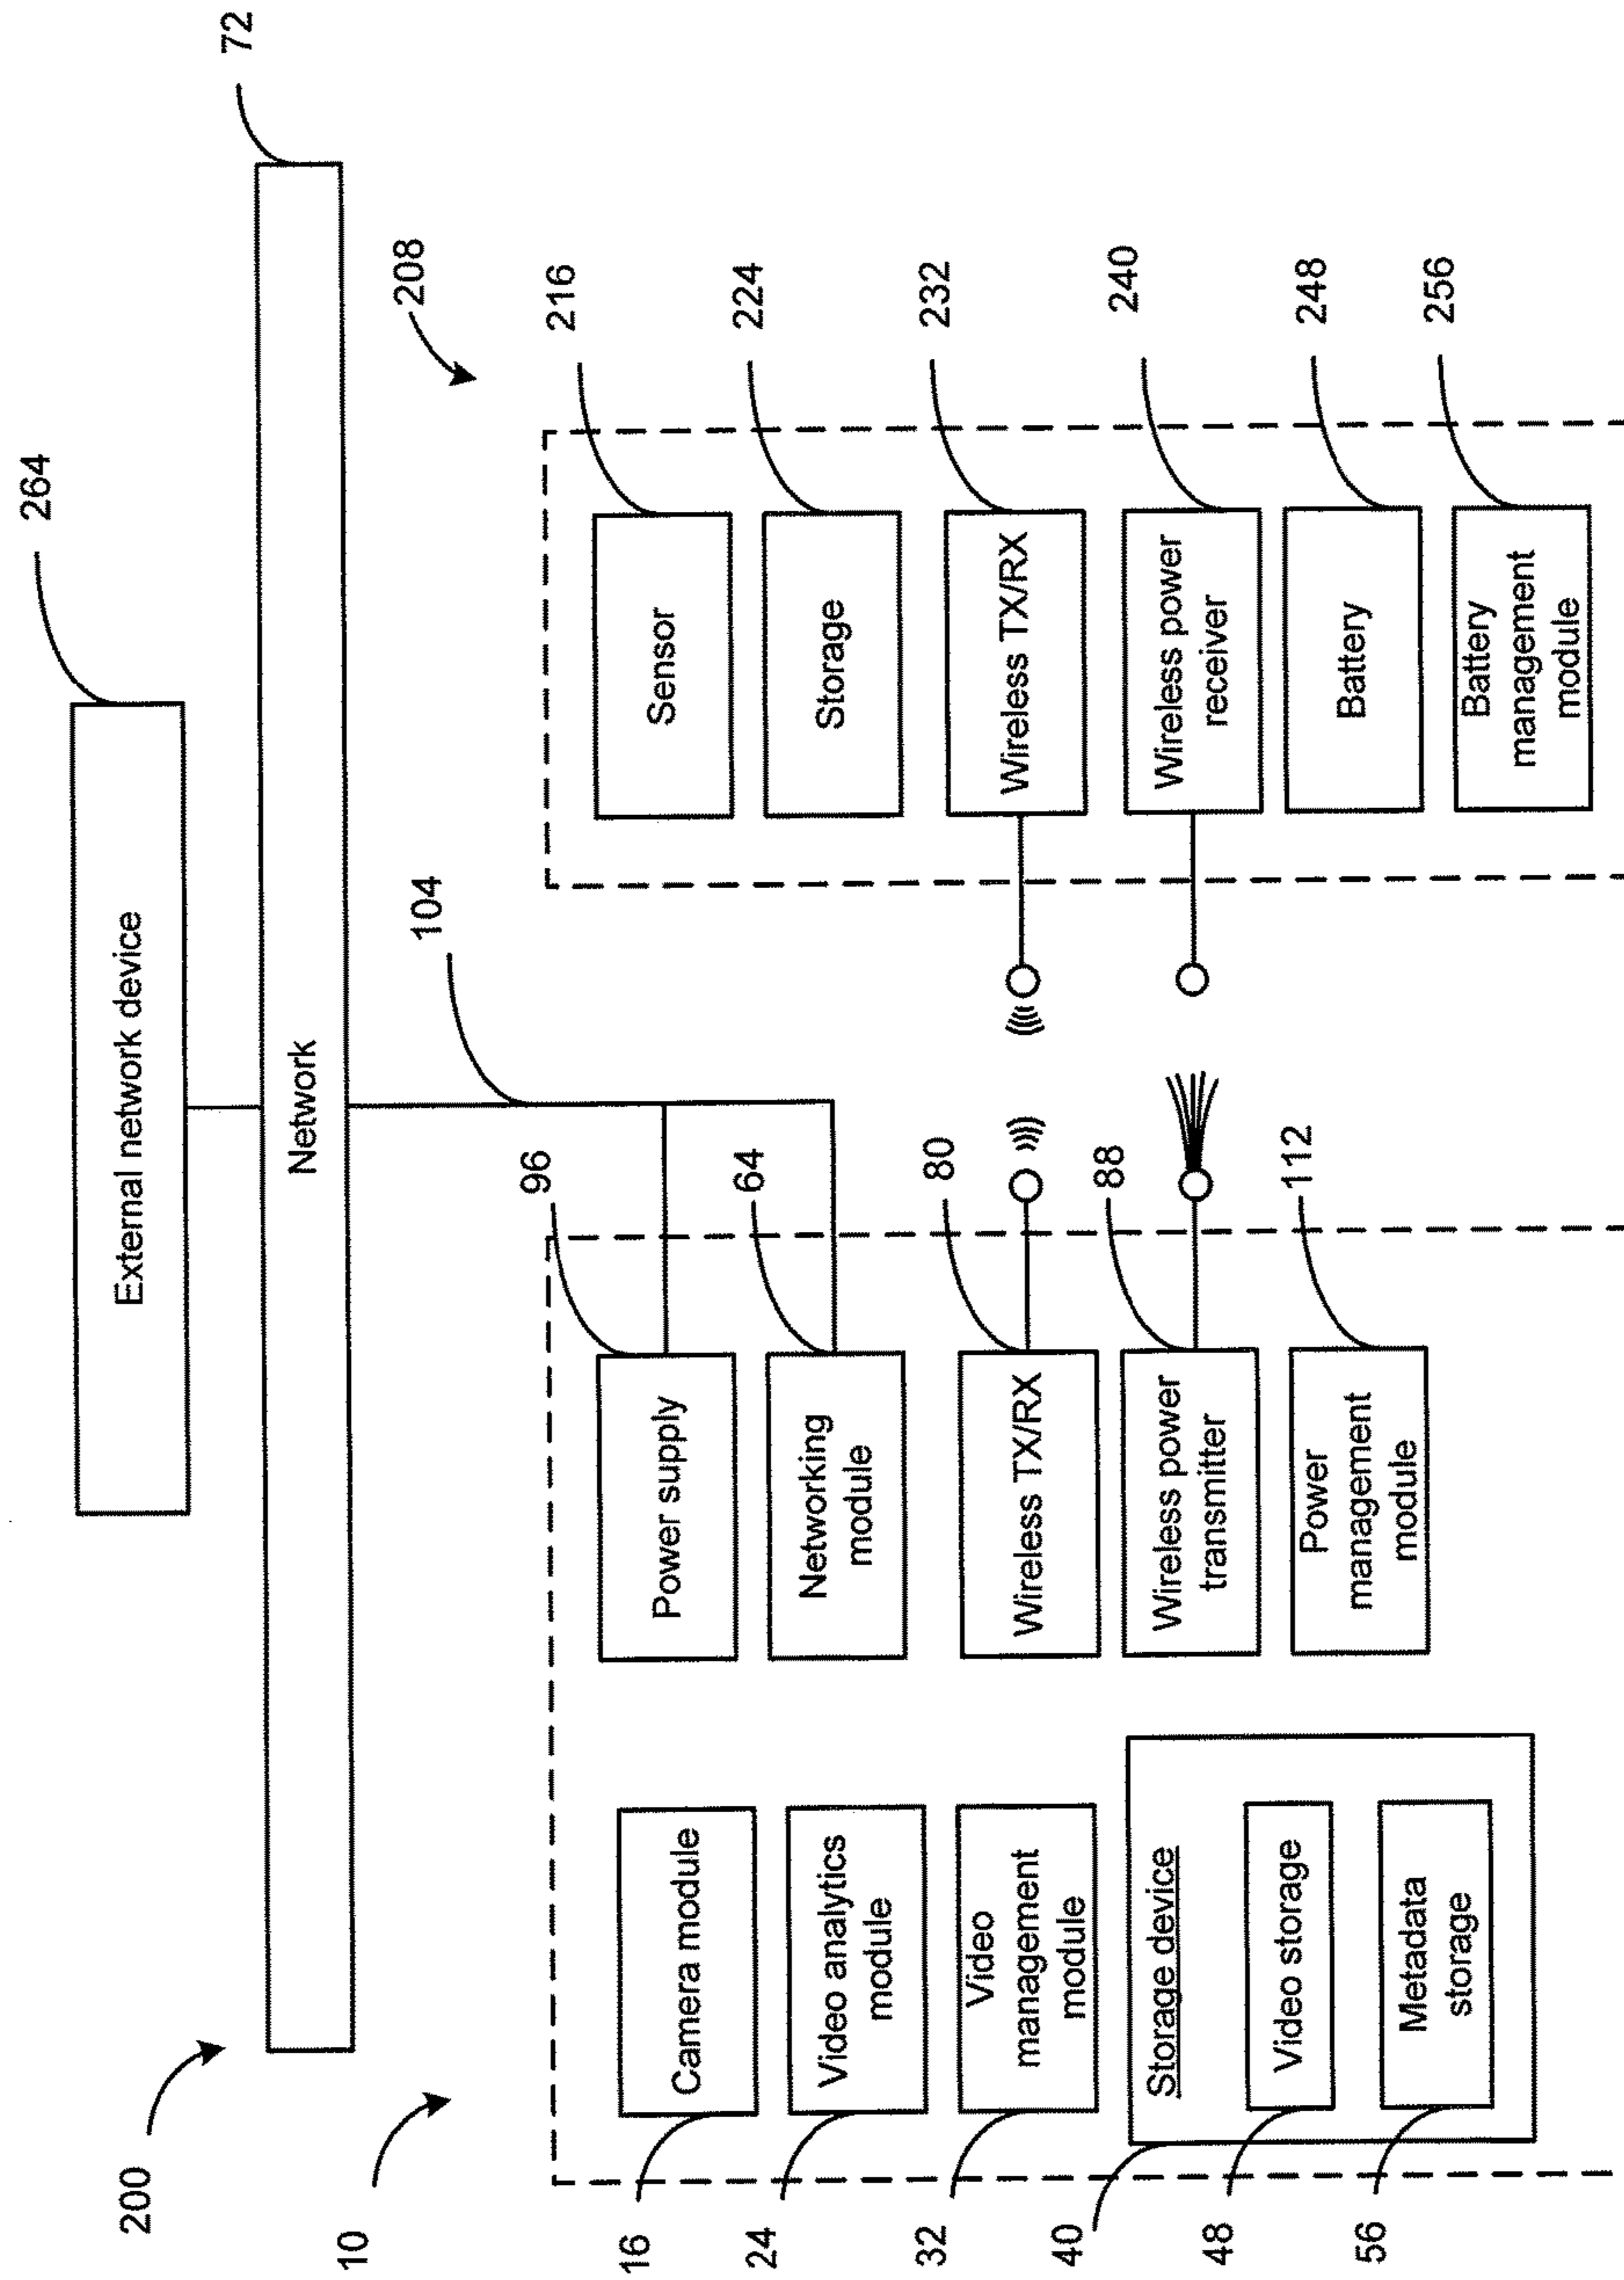 200
264
External network device
72
Network
10
104
208
16
Camera module
24
Video analytics
module
32
Video
management
module
40
Storage device
48
Video storage
56
Metadata
storage
96
Power supply
64
Networking
module
80
Wireless TX/RX
88
Wireless power
transmitter
112
Power
management
module
216
Sensor
224
Storage
232
Wireless TX/RX
240
Wireless power
receiver
248
Battery
256
Battery
management
module